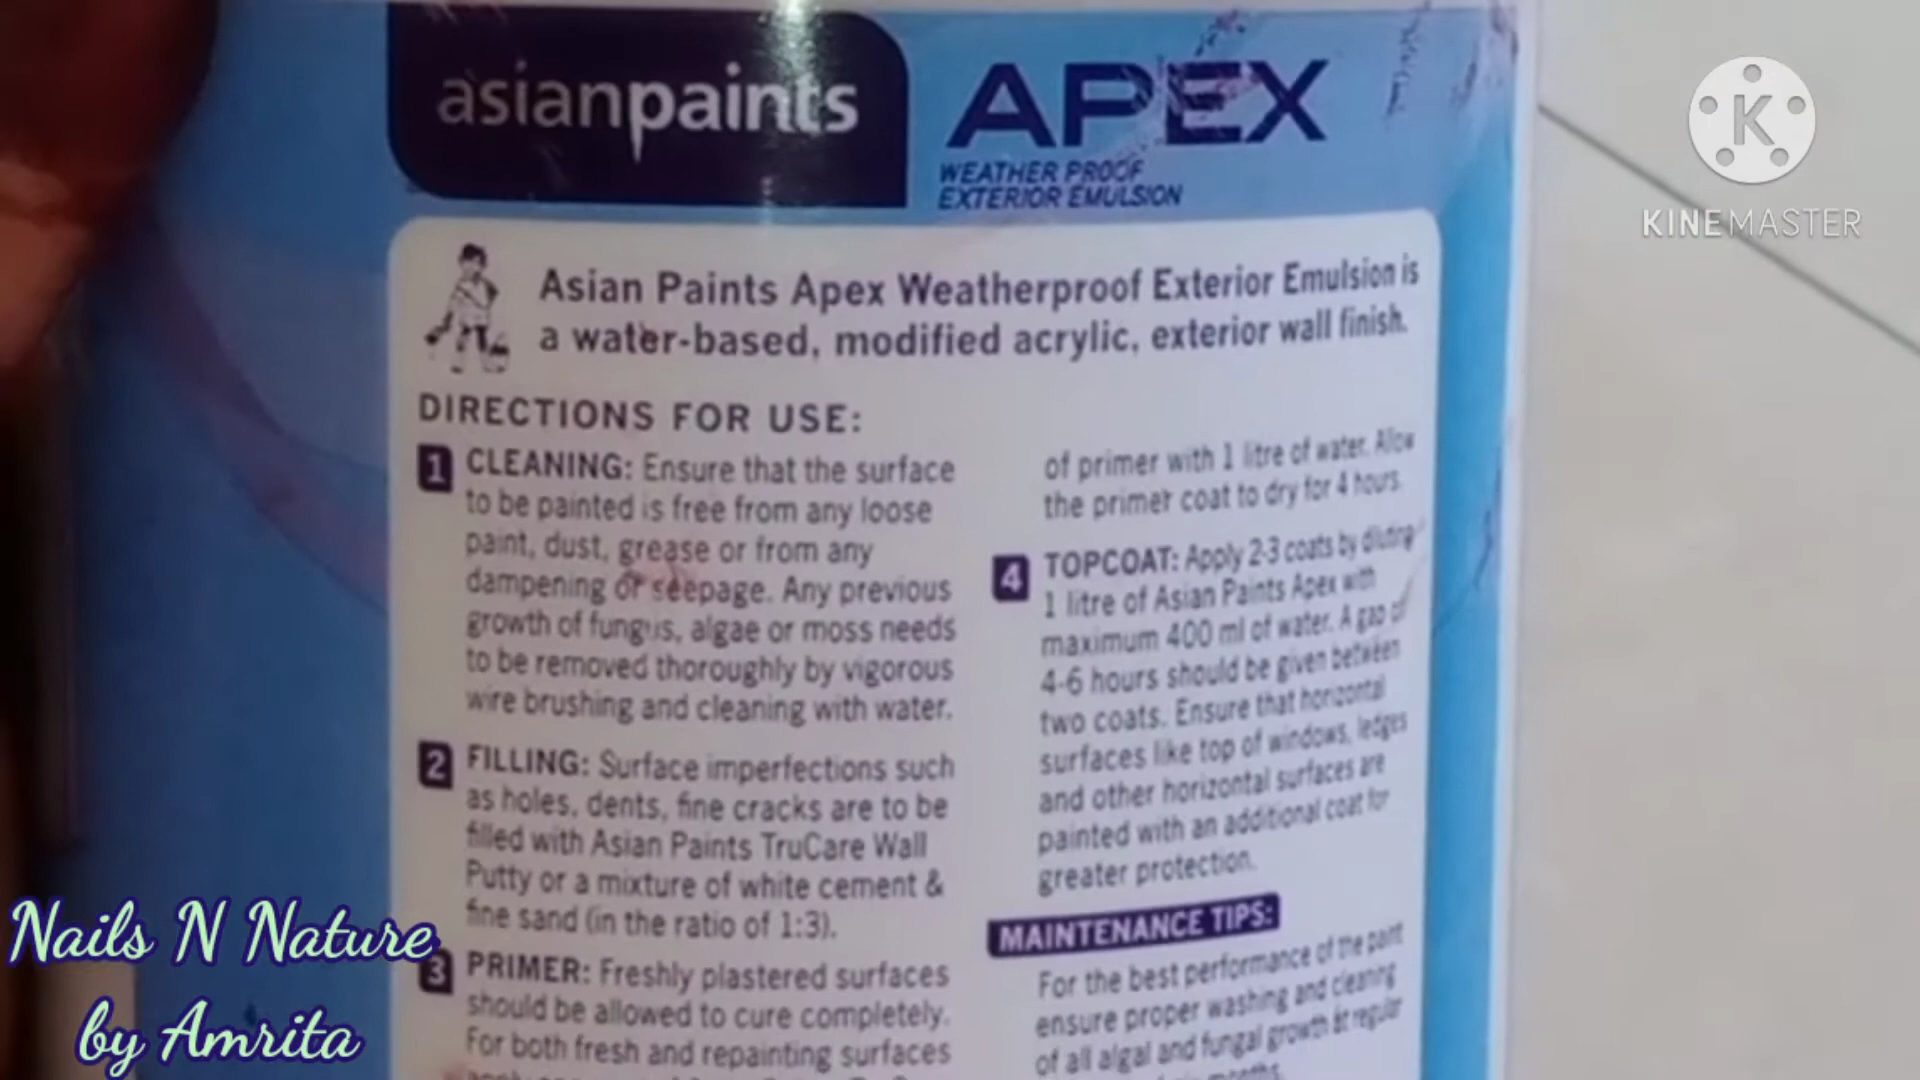 asianpaints
APEX
WEATHER PROOF
EXTERIOR EMULSION
KINEMASTER
Asian Paints Apex Weatherproof Exterior Emulsion is
a water-based, modified acrylic, exterior wall finish.
DIRECTIONS FOR USE:
1 CLEANING: Ensure that the surface
to be painted is free from any loose
paint, dust, grease or from any
dampening or seepage. Any previous
growth of fungus, algae or moss needs
to be removed thoroughly by vigorous
wire brushing and cleaning with water.
2 FILLING: Surface imperfections such
as holes, dents, fine cracks are to be
filled with Asian Paints TruCare Wall
Putty or a mixture of white cement &
fine sand (in the ratio of 1:3).
3 PRIMER: Freshly plastered surfaces
should be allowed to cure completely.
For both fresh and repainting surfaces
of primer with 1 litre of water. Allow
the primer coat to dry for 4 hours.
4 TOPCOAT: Apply 2-3 coats by diluting
1 litre of Asian Paints Apex with
maximum 400 ml of water. A gap of
4-6 hours should be given between
two coats. Ensure that horizontal
surfaces like top of windows, ledges
and other horizontal surfaces are
painted with an additional coat for
greater protection.
MAINTENANCE TIPS:
For the best performance of the paint
ensure proper washing and cleaning
of all algal and fungal growth at regular
months.
Nails N Nature
by Amrita